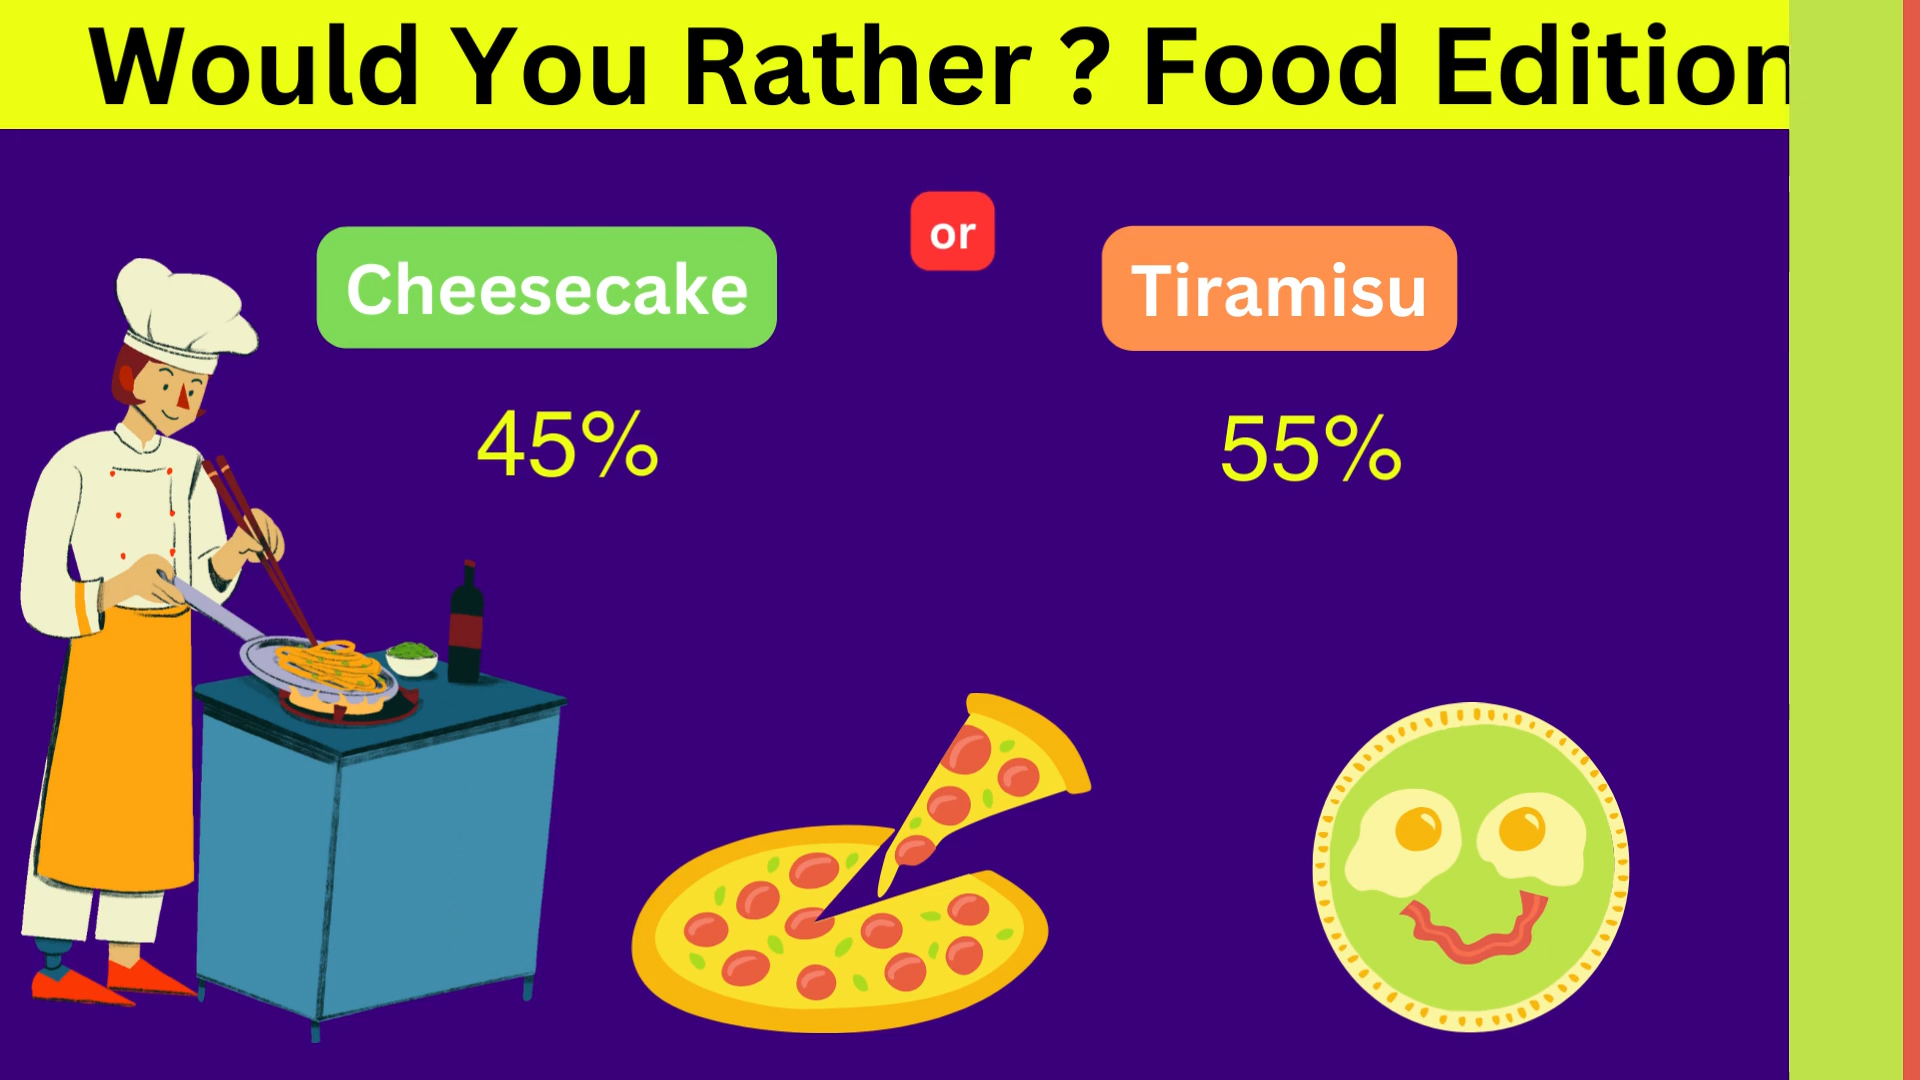 Would You Rather ? Food Edition
or
Cheesecake
Tiramisu
45%
55%